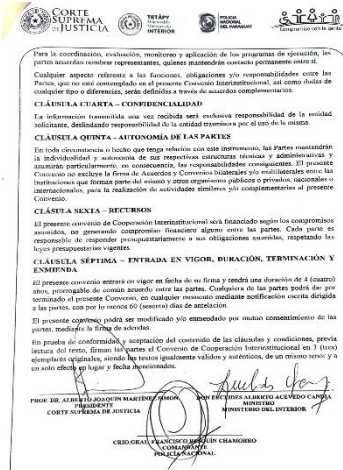 CORTE
SUPREMA
DE JUSTICIA
TETÃPY
INTERIOR
POLICÍA
NACIONAL
DEL PARAGUAY
Compromiso con la gente
Para la coordinación, evaluación, monitoreo y aplicación de los programas de ejecución, las
partes acuerdan nombrar representantes, quienes mantendrán contacto permanente entre sí.
Cualquier aspecto referente a las funciones, obligaciones y/o responsabilidades entre las
Partes, que no esté contemplado en el presente Convenio Interinstitucional, así como dudas de
cualquier tipo o diferencias, serán definidas a través de acuerdos complementarios.
CLÁUSULA CUARTA – CONFIDENCIALIDAD
La información transmitida una vez recibida será exclusiva responsabilidad de la entidad
solicitante, deslindando responsabilidad de la entidad trasmisora por el uso de la misma.
CLÁUSULA QUINTA - AUTONOMÍA DE LAS PARTES
En toda circunstancia o hecho que tenga relación con este instrumento, las Partes mantendrán
la individualidad y autonomía de sus respectivas estructuras técnicas y administrativas y
asumirán particularmente, en consecuencia, las responsabilidades consiguientes. El presente
Convenio no excluye la firma de Acuerdos y Convenios bilaterales y/o multilaterales entre las
instituciones que forman parte del mismo y otros organismos públicos o privados, nacionales o
internacionales, para la realización de actividades similares y/o complementarias al presente
Convenio.
CLÁSULA SEXTA – RECURSOS
El presente convenio de Cooperación Interinstitucional será financiado según los compromisos
asumidos, no generando compromiso financiero alguno entre las partes. Cada parte es
responsable de responder presupuestariamente a sus obligaciones asumidas, respetando las
leyes presupuestarias vigentes.
CLÁUSULA SÉPTIMA – ENTRADA EN VIGOR, DURACIÓN, TERMINACIÓN Y
ENMIENDA
El presente convenio entrará en vigor en fecha de su firma y tendrá una duración de 4 (cuatro)
años, prorrogable de común acuerdo entre las partes. Cualquiera de las partes podrá dar por
terminado el presente Convenio, en cualquier momento mediante notificación escrita dirigida
a las partes, con por lo menos 60 (sesenta) días de antelación.
El presente convenio podrá ser modificado y/o enmendado por mutuo consentimiento de las
partes, mediante la firma de adendas.
En prueba de conformidad y aceptación del contenido de las cláusulas y condiciones, previa
lectura del texto, firman las partes el Convenio de Cooperación Interinstitucional en 3 (tres)
ejemplares originales, siendo los textos igualmente válidos y auténticos, de un mismo tenor y a
un solo efecto en lugar y fecha mencionados.
PROF. DR. ALBERTO JOAQUÍN MARTÍNEZ SIMÓN
PRESIDENTE
CORTE SUPREMA DE JUSTICIA
DON EUCLIDES ALBERTO ACEVEDO CANDIA
MINISTRO
MINISTERIO DEL INTERIOR
CRIO. GRAL. FRANCISCO RESQUÍN CHAMORRO
COMANDANTE
POLICÍA NACIONAL